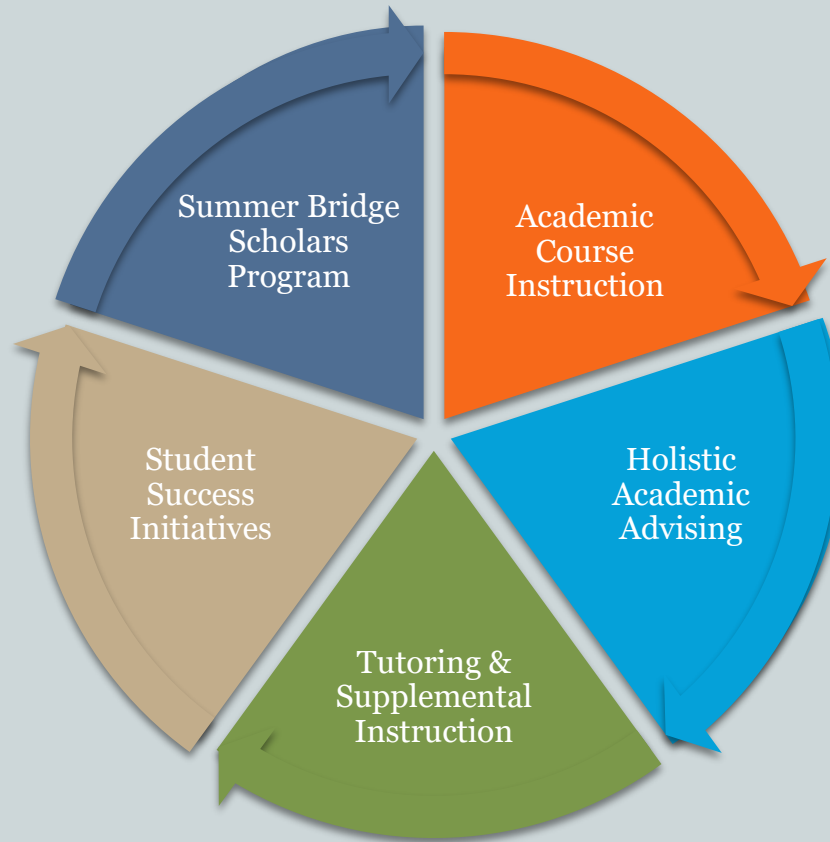 Summer Bridge
Scholars
Program
Academic
Course
Instruction
Holistic
Academic
Advising
Tutoring &
Supplemental
Instruction
Student
Success
Initiatives